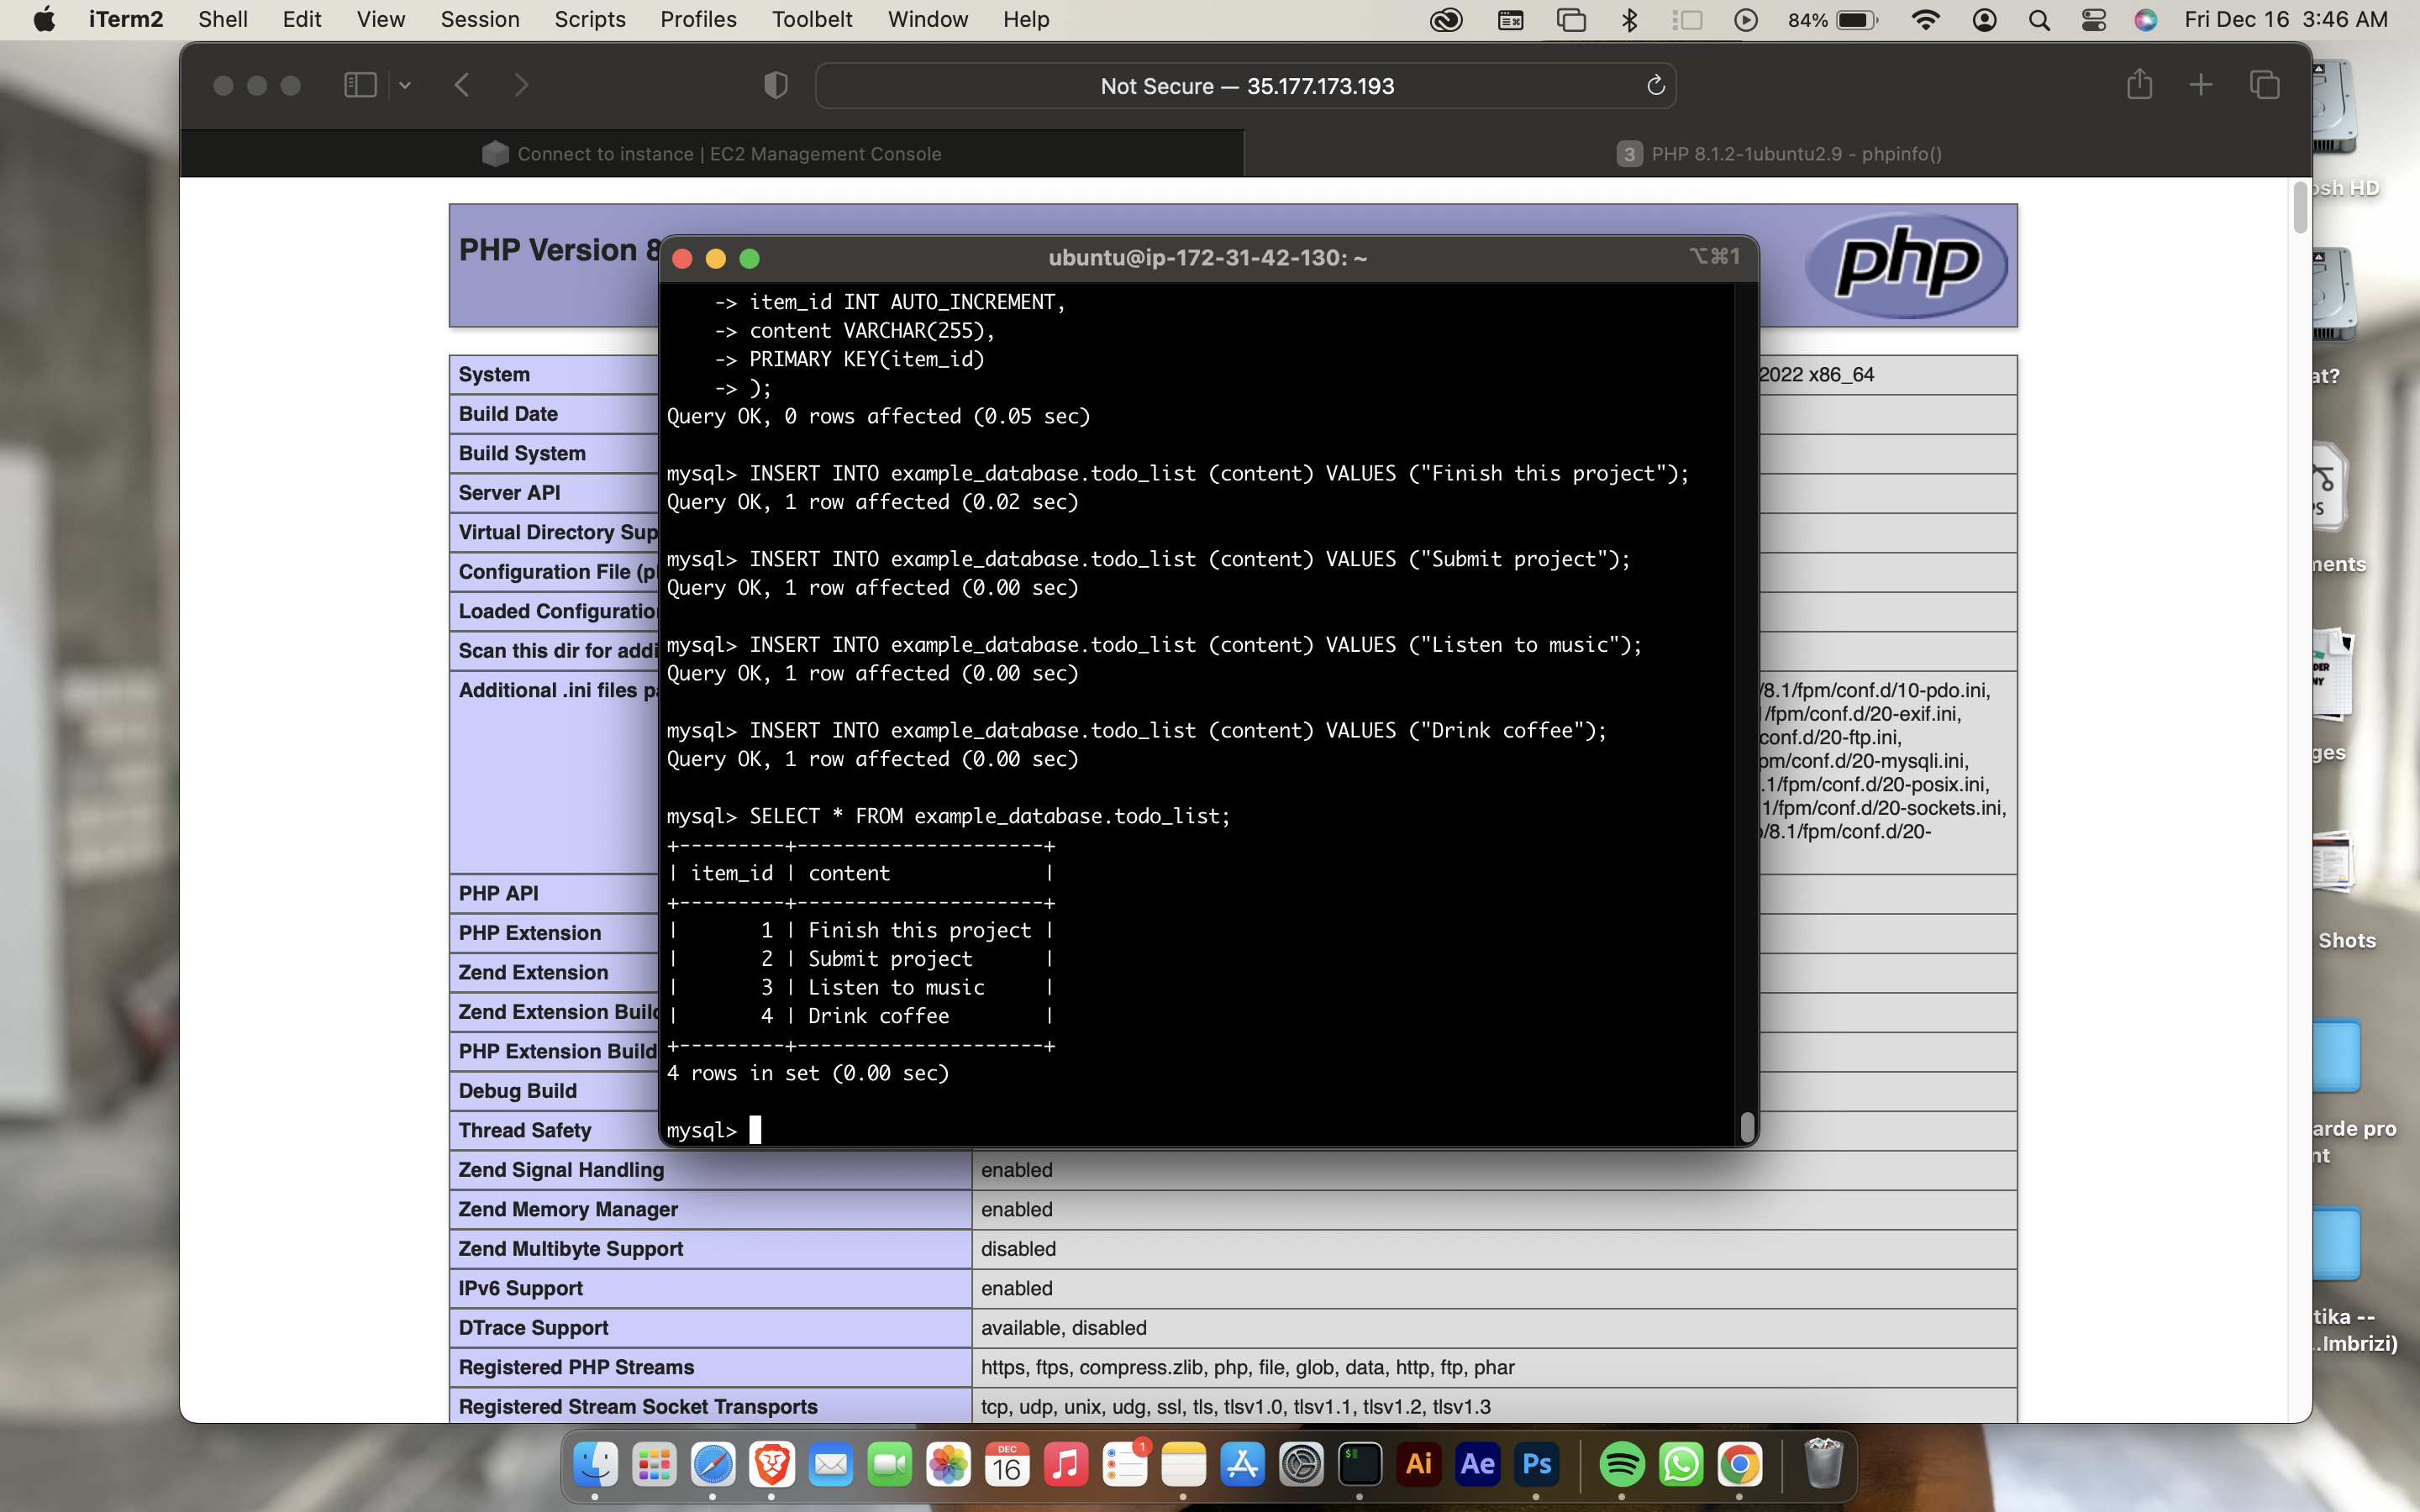 iTerm2 Shell Edit View Session Scripts Profiles Toolbelt Window Help 84% Fri Dec 16 3:46 AM
Not Secure — 35.177.173.193
Connect to instance | EC2 Management Console
3 PHP 8.1.2-1ubuntu2.9 - phpinfo()
PHP Version 8
php
ubuntu@ip-172-31-42-130: ~
⌥⌘1
-> item_id INT AUTO_INCREMENT,
-> content VARCHAR(255),
-> PRIMARY KEY(item_id)
-> );
Query OK, 0 rows affected (0.05 sec)
mysql> INSERT INTO example_database.todo_list (content) VALUES ("Finish this project");
Query OK, 1 row affected (0.02 sec)
mysql> INSERT INTO example_database.todo_list (content) VALUES ("Submit project");
Query OK, 1 row affected (0.00 sec)
mysql> INSERT INTO example_database.todo_list (content) VALUES ("Listen to music");
Query OK, 1 row affected (0.00 sec)
mysql> INSERT INTO example_database.todo_list (content) VALUES ("Drink coffee");
Query OK, 1 row affected (0.00 sec)
mysql> SELECT * FROM example_database.todo_list;
+---------+---------------------+
| item_id | content             |
+---------+---------------------+
|       1 | Finish this project |
|       2 | Submit project      |
|       3 | Listen to music     |
|       4 | Drink coffee        |
+---------+---------------------+
4 rows in set (0.00 sec)
mysql>
System
2022 x86_64
Build Date
Build System
Server API
Virtual Directory Sup
Configuration File (p
Loaded Configuratio
Scan this dir for addi
Additional .ini files pa
/8.1/fpm/conf.d/10-pdo.ini,
/fpm/conf.d/20-exif.ini,
conf.d/20-ftp.ini,
pm/conf.d/20-mysqli.ini,
.1/fpm/conf.d/20-posix.ini,
1/fpm/conf.d/20-sockets.ini,
/8.1/fpm/conf.d/20-
PHP API
PHP Extension
Zend Extension
Zend Extension Build
PHP Extension Build
Debug Build
Thread Safety
Zend Signal Handling enabled
Zend Memory Manager enabled
Zend Multibyte Support disabled
IPv6 Support enabled
DTrace Support available, disabled
Registered PHP Streams https, ftps, compress.zlib, php, file, glob, data, http, ftp, phar
Registered Stream Socket Transports tcp, udp, unix, udg, ssl, tls, tlsv1.0, tlsv1.1, tlsv1.2, tlsv1.3
osh HD
at?
PS
ments
DER
NY
ges
Shots
arde pro
nt
tika --
..Imbrizi)
DEC
16
1
$
Ai
Ae
Ps